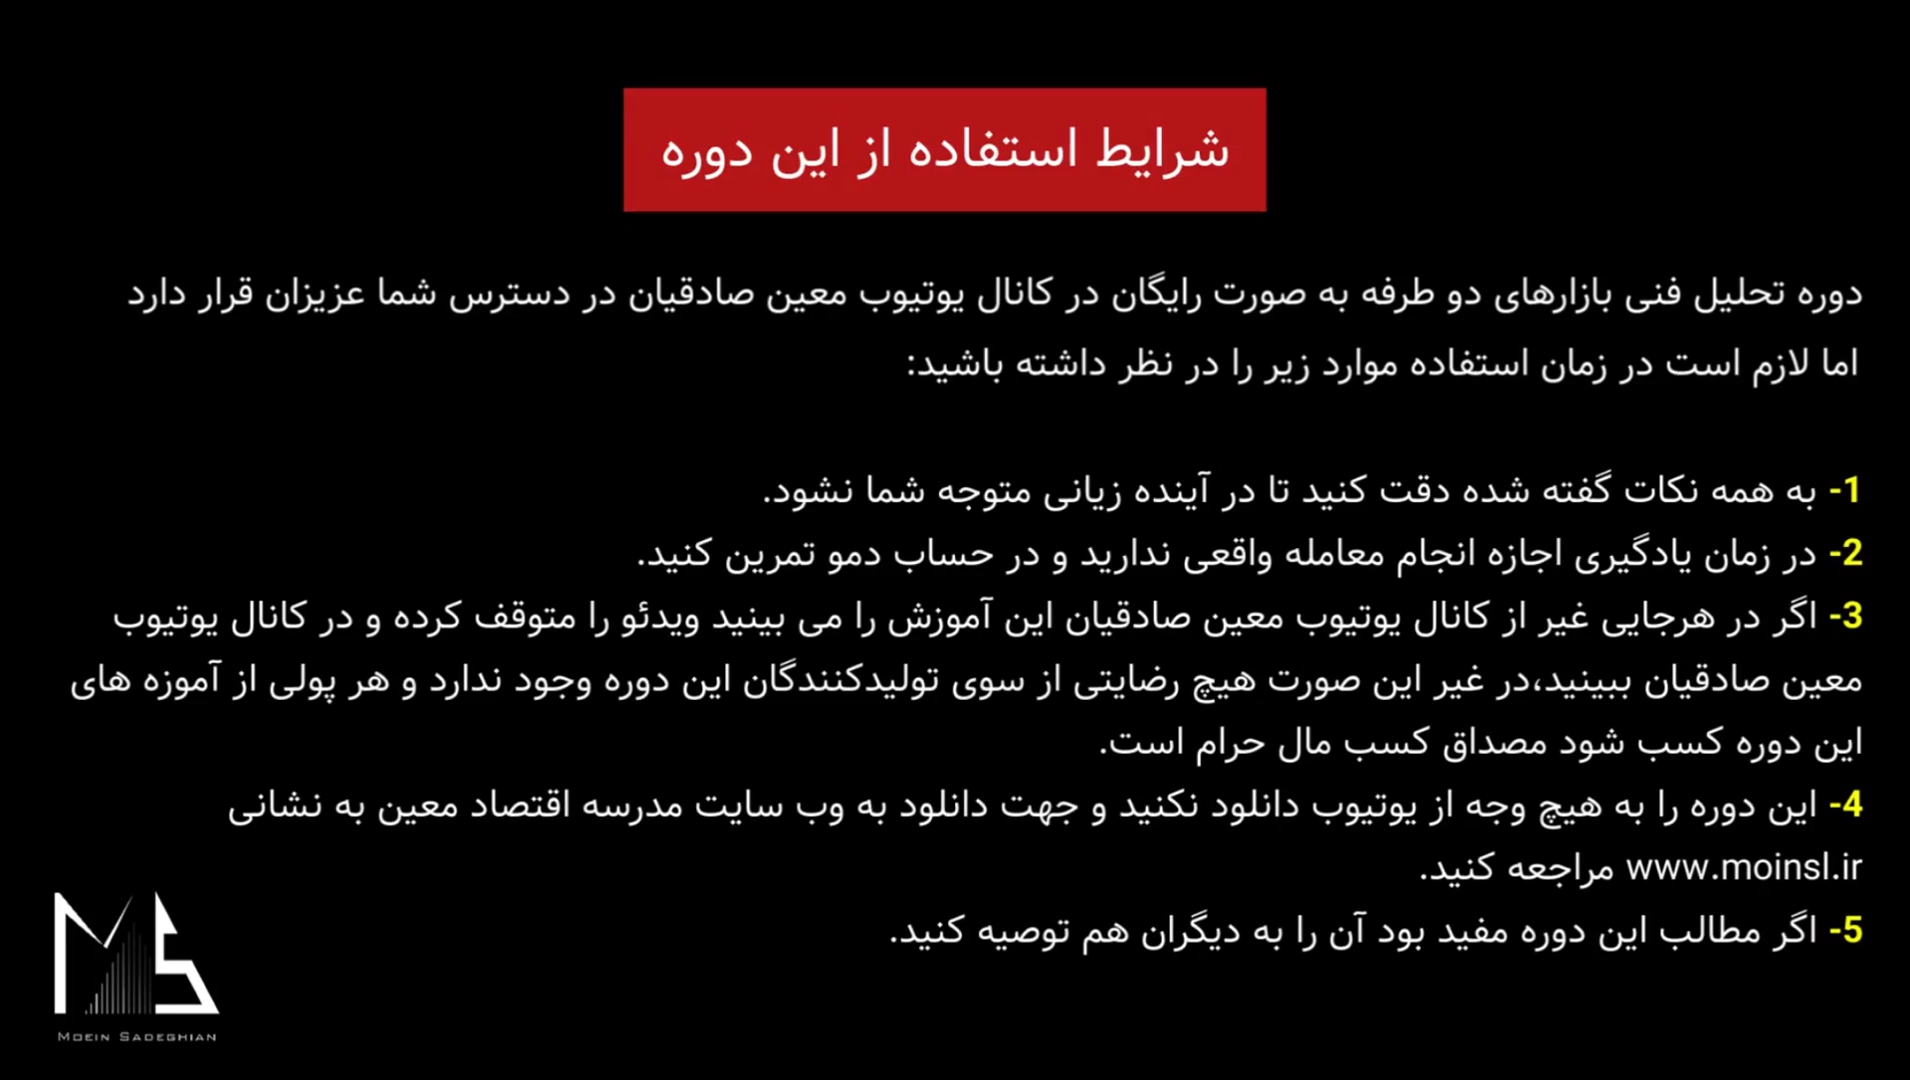 شرایط استفاده از این دوره
دوره تحلیل فنی بازارهای دو طرفه به صورت رایگان در کانال یوتیوب معین صادقیان در دسترس شما عزیزان قرار دارد
اما لازم است در زمان استفاده موارد زیر را در نظر داشته باشید:
1- به همه نکات گفته شده دقت کنید تا در آینده زیانی متوجه شما نشود.
2- در زمان یادگیری اجازه انجام معامله واقعی ندارید و در حساب دمو تمرین کنید.
3- اگر در هرجایی غیر از کانال یوتیوب معین صادقیان این آموزش را می بینید ویدئو را متوقف کرده و در کانال یوتیوب
معین صادقیان ببینید،در غیر این صورت هیچ رضایتی از سوی تولیدکنندگان این دوره وجود ندارد و هر پولی از آموزه های
این دوره کسب شود مصداق کسب مال حرام است.
4- این دوره را به هیچ وجه از یوتیوب دانلود نکنید و جهت دانلود به وب سایت مدرسه اقتصاد معین به نشانی
www.moinsl.ir مراجعه کنید.
5- اگر مطالب این دوره مفید بود آن را به دیگران هم توصیه کنید.
MS
MOEIN SADEGHIAN